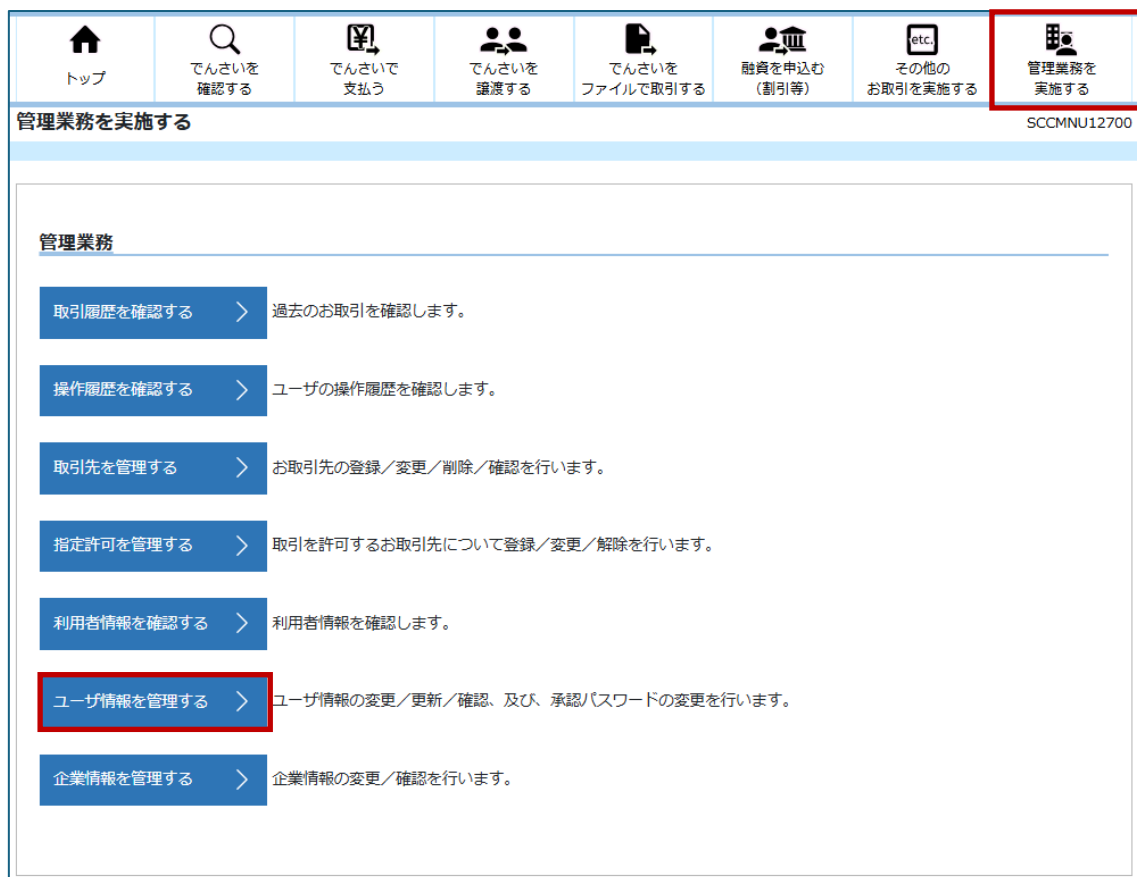 トップ
でんさいを
確認する
でんさいで
支払う
でんさいを
譲渡する
でんさいを
ファイルで取引する
融資を申込む
(割引等)
etc.
その他の
お取引を実施する
管理業務を
実施する
管理業務を実施する
SCCMNU12700
管理業務
取引履歴を確認する 過去のお取引を確認します。
操作履歴を確認する ユーザの操作履歴を確認します。
取引先を管理する お取引先の登録／変更／削除／確認を行います。
指定許可を管理する 取引を許可するお取引先について登録／変更／解除を行います。
利用者情報を確認する 利用者情報を確認します。
ユーザ情報を管理する ユーザ情報の変更／更新／確認、及び、承認パスワードの変更を行います。
企業情報を管理する 企業情報の変更／確認を行います。